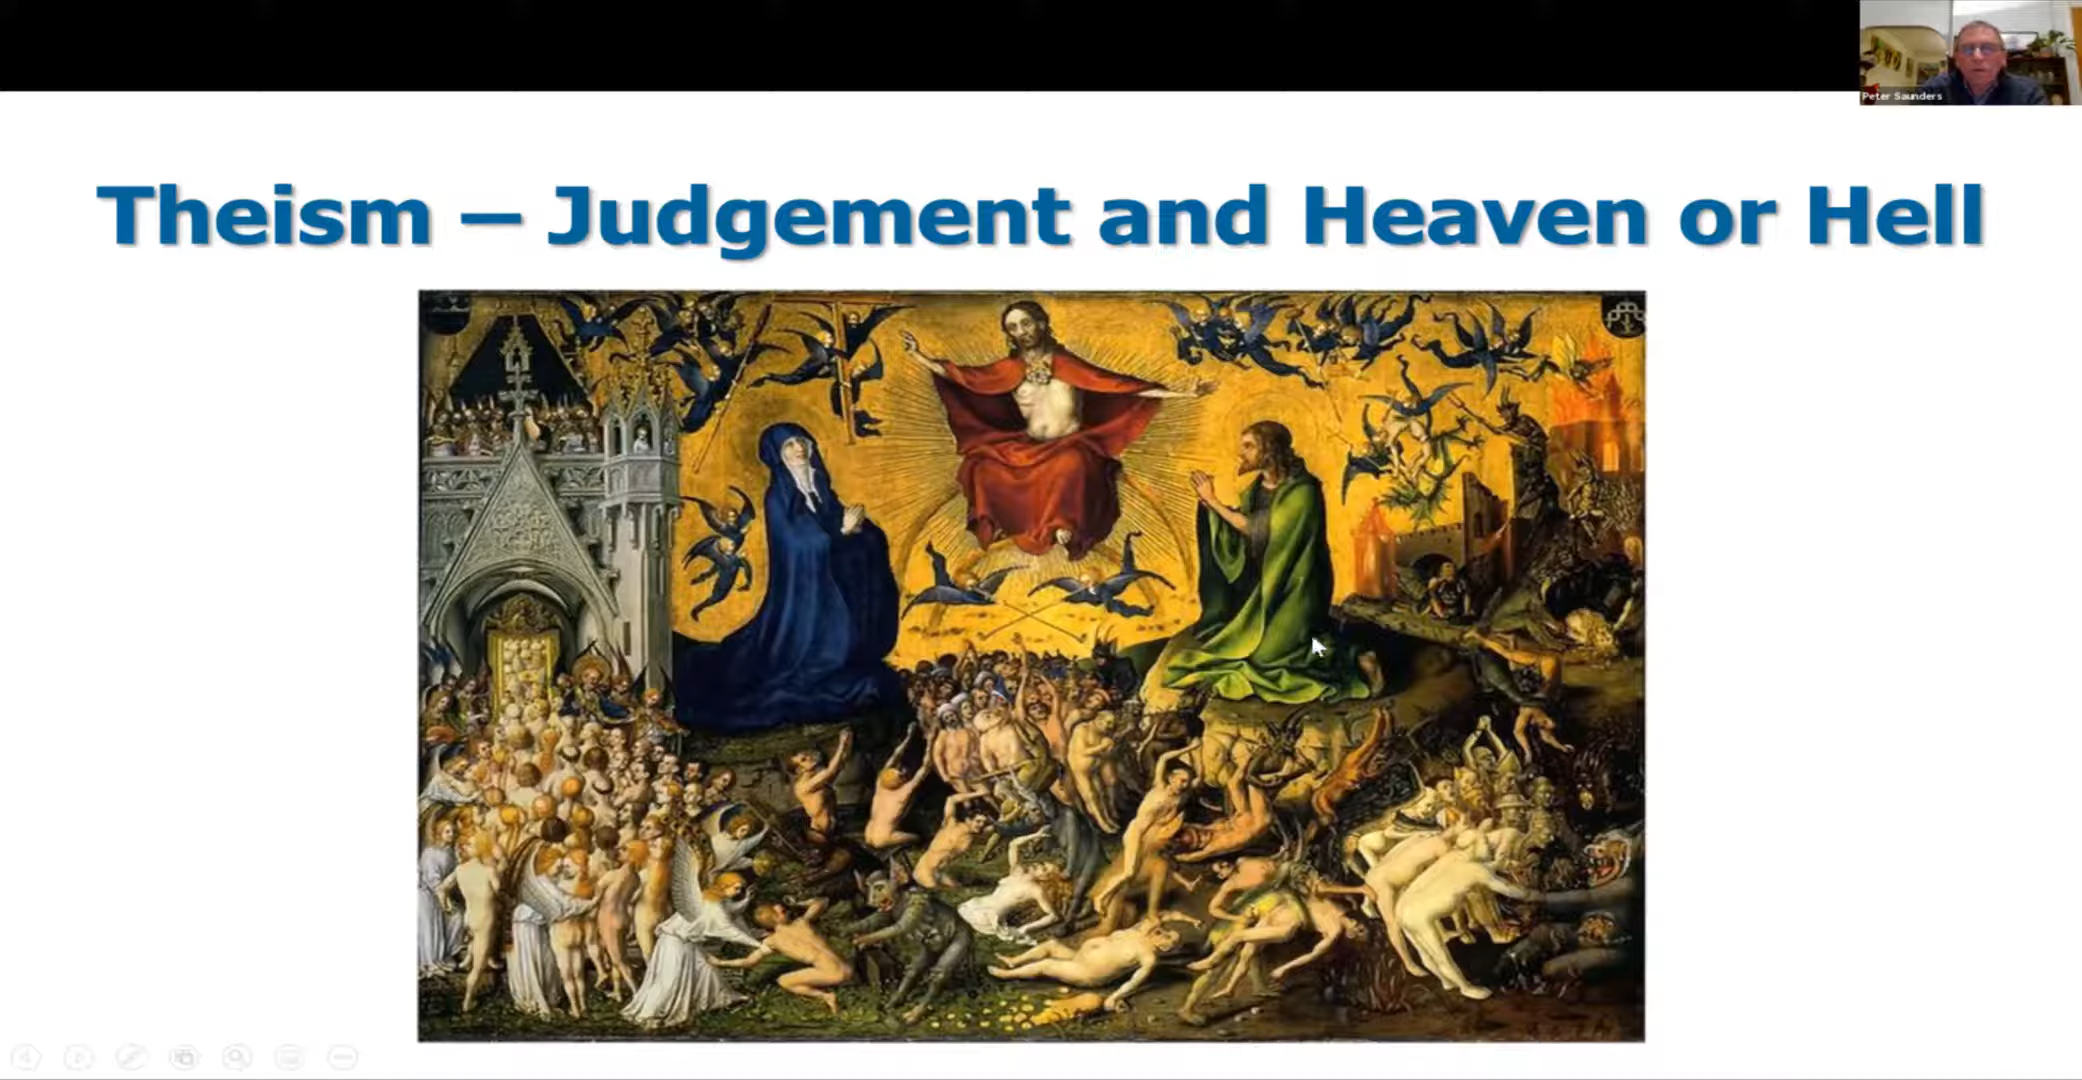 Peter Saunders
Theism – Judgement and Heaven or Hell